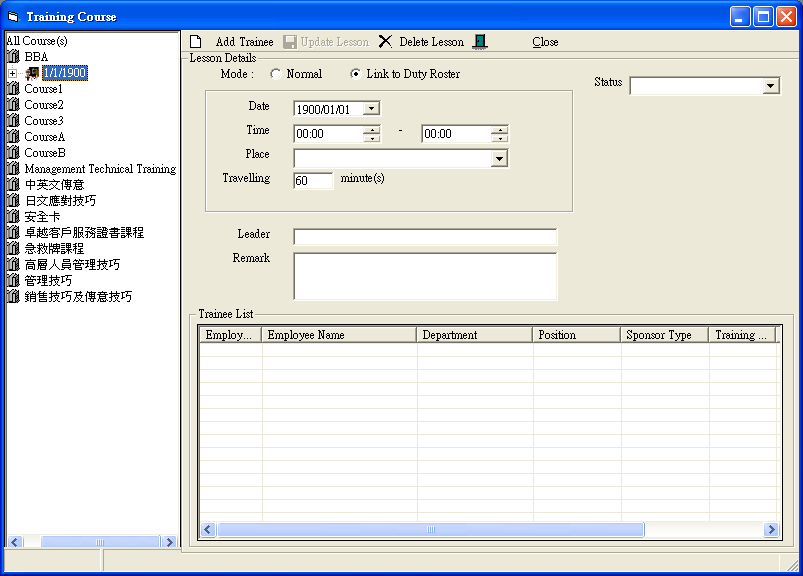 Training Course
All Course(s)
BBA
1/1/1900
Course1
Course2
Course3
CourseA
CourseB
Management Technical Training
中英文傳意
日文應對技巧
安全卡
卓越客戶服務證書課程
急救牌課程
高層人員管理技巧
管理技巧
銷售技巧及傳意技巧
Add Trainee Update Lesson Delete Lesson Close
Lesson Details
Mode : Normal Link to Duty Roster
Status
Date 1900/01/01
Time 00:00 - 00:00
Place
Travelling 60 minute(s)
Leader
Remark
Trainee List
Employ... Employee Name Department Position Sponsor Type Training ...